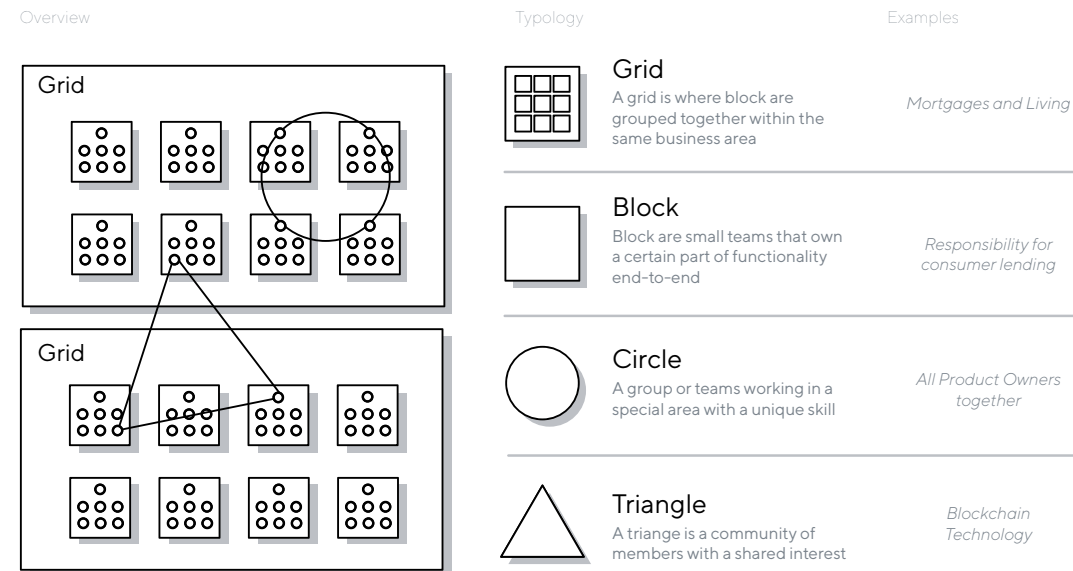 Overview
Typology
Examples
Grid
Grid
Grid
A grid is where block are
grouped together within the
same business area
Mortgages and Living
Block
Block are small teams that own
a certain part of functionality
end-to-end
Responsibility for
consumer lending
Circle
A group or teams working in a
special area with a unique skill
All Product Owners
together
Triangle
A triange is a community of
members with a shared interest
Blockchain
Technology